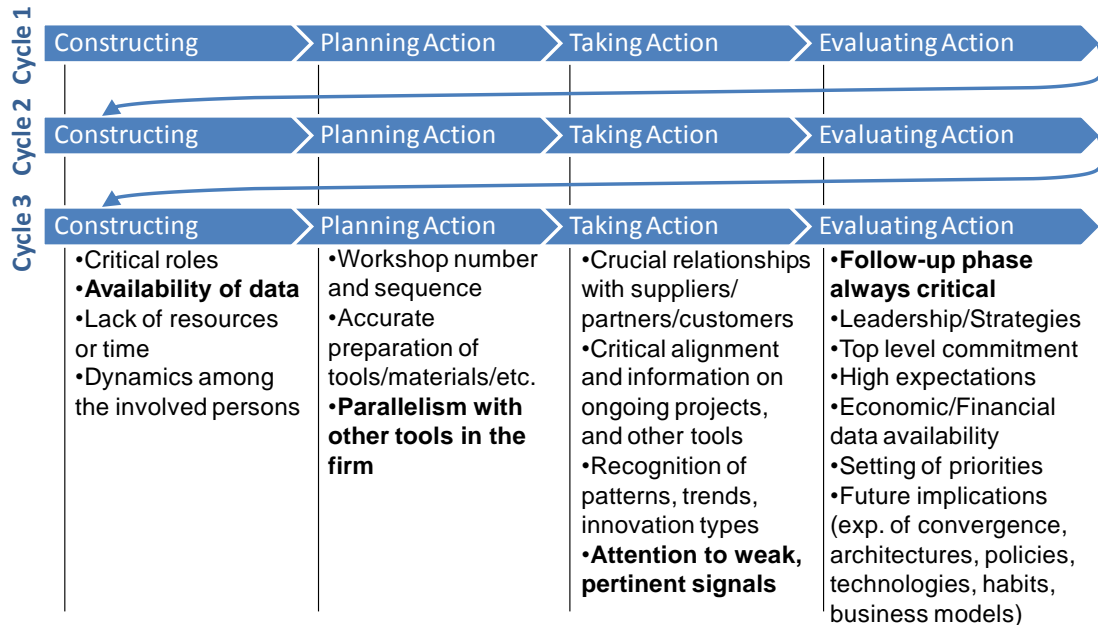 Cycle 1
Constructing
Planning Action
Taking Action
Evaluating Action
Cycle 2
Constructing
Planning Action
Taking Action
Evaluating Action
Cycle 3
Constructing
Planning Action
Taking Action
Evaluating Action
•Critical roles
•Availability of data
•Lack of resources
or time
•Dynamics among
the involved persons
•Workshop number
and sequence
•Accurate
preparation of
tools/materials/etc.
•Parallelism with
other tools in the
firm
•Crucial relationships
with suppliers/
partners/customers
•Critical alignment
and information on
ongoing projects,
and other tools
•Recognition of
patterns, trends,
innovation types
•Attention to weak,
pertinent signals
•Follow-up phase
always critical
•Leadership/Strategies
•Top level commitment
•High expectations
•Economic/Financial
data availability
•Setting of priorities
•Future implications
(exp. of convergence,
architectures, policies,
technologies, habits,
business models)